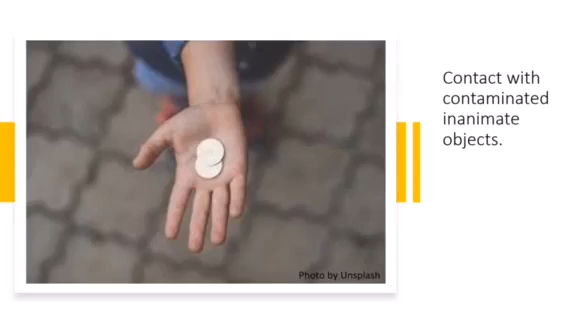 Contact with
contaminated
inanimate
objects.
Photo by Unsplash